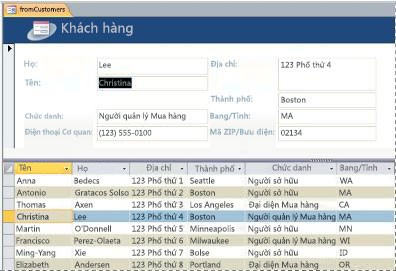 fromCustomers
Khách hàng
Họ: Lee Địa chỉ: 123 Phố thứ 4
Tên: Christina
Thành phố: Boston
Chức danh: Người quản lý Mua hàng Bang/Tỉnh: MA
Điện thoại Cơ quan: (123) 555-0100 Mã ZIP/Bưu điện: 02134
Tên Họ Địa chỉ Thành phố Chức danh Bang/Tỉnh
Anna Bedecs 123 Phố thứ 1 Seattle Người sở hữu WA
Antonio Gratacos Solso 123 Phố thứ 2 Boston Người sở hữu MA
Thomas Axen 123 Phố thứ 3 Los Angeles Đại diện Mua hàng CA
Christina Lee 123 Phố thứ 4 Boston Người quản lý Mua hàng MA
Martin O'Donnell 123 Phố thứ 5 Minneapolis Người sở hữu MN
Francisco Perez-Olaeta 123 Phố thứ 6 Milwaukee Người quản lý Mua hàng WI
Ming-Yang Xie 123 Phố thứ 7 Boise Người sở hữu ID
Elizabeth Andersen 123 Phố thứ 8 Portland Đại diện Mua hàng OR